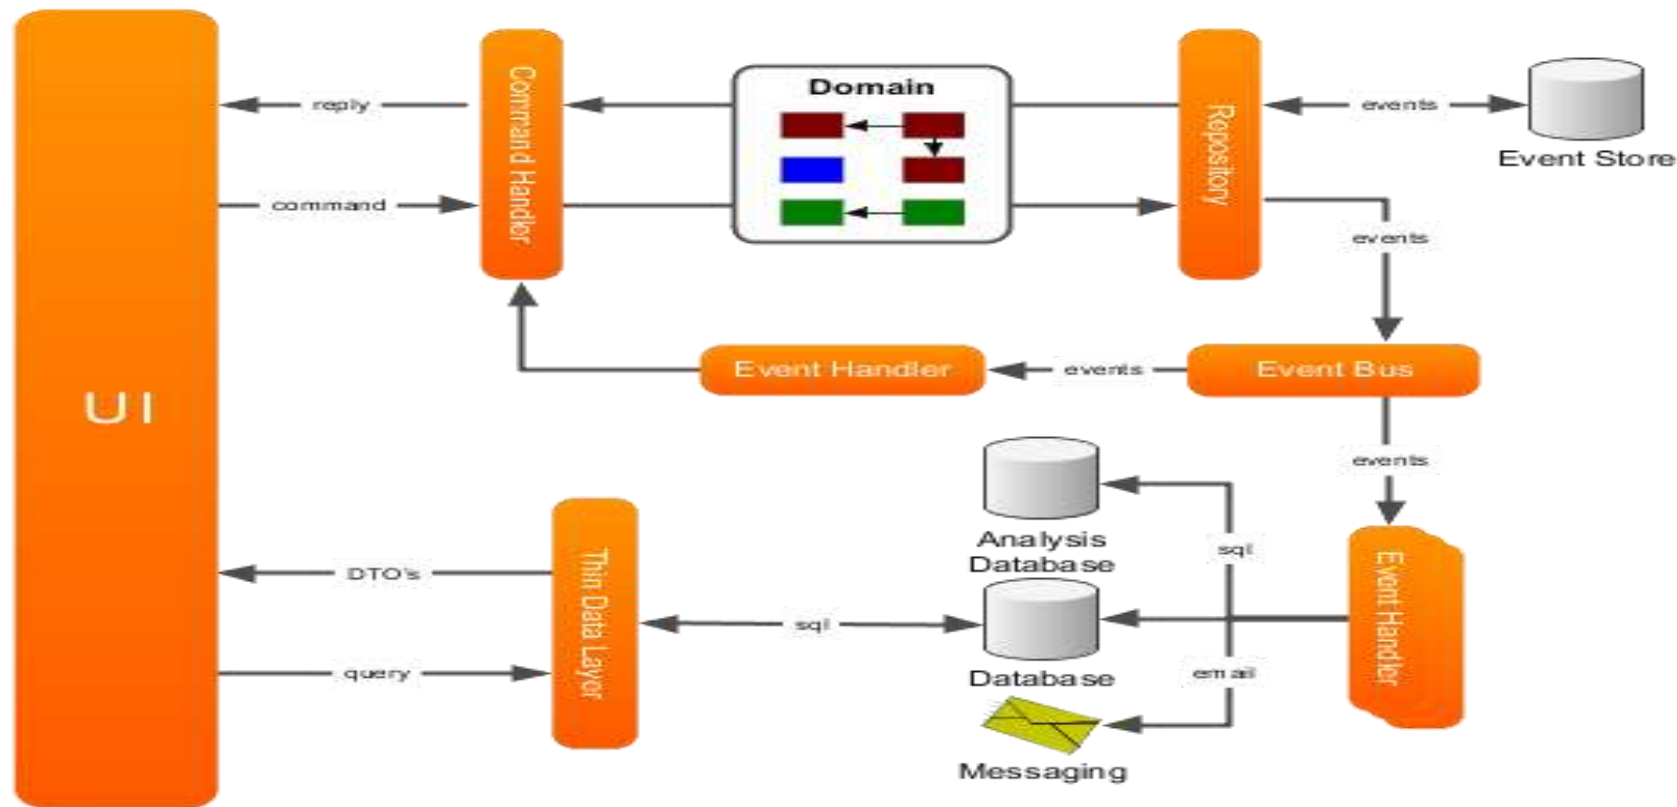 UI
reply
command
Command Handler
Domain
Repository
events
Event Store
events
Event Handler
events
Event Bus
events
Analysis
Database
sql
DTO's
Thin Data Layer
sql
query
Database
email
Event Handler
Messaging